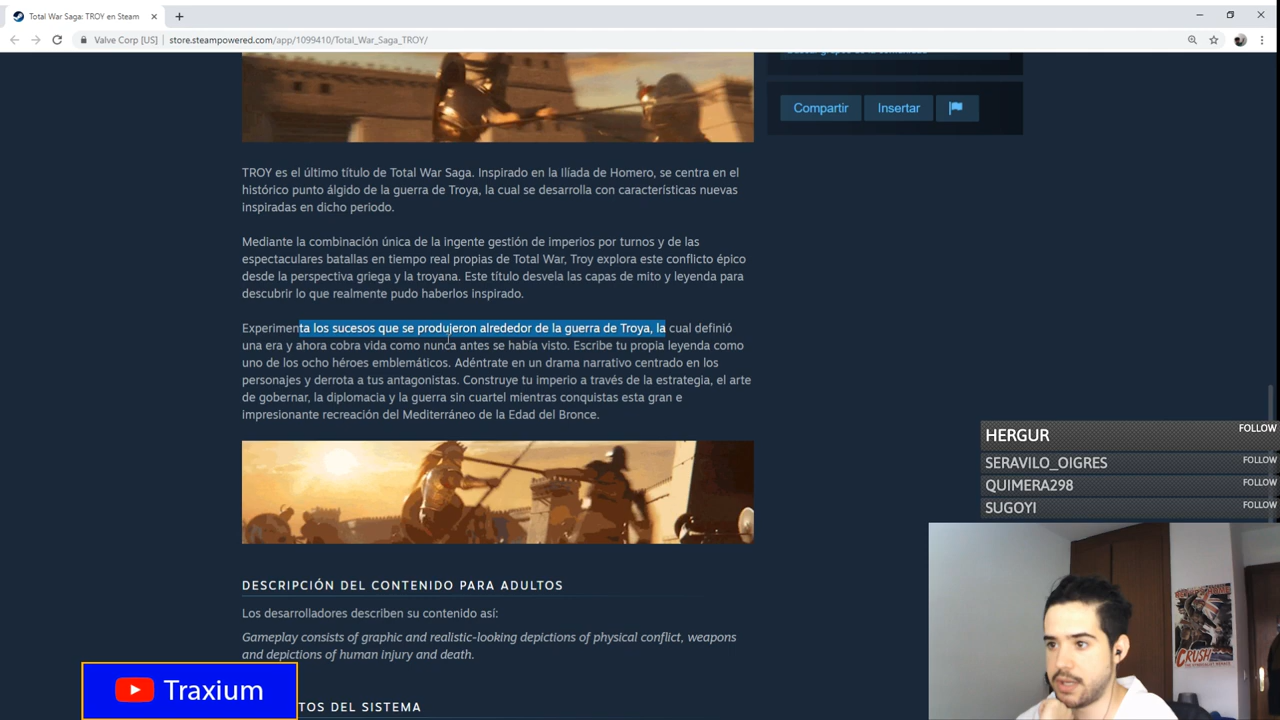 Total War Saga: TROY en Steam
Valve Corp [US] | store.steampowered.com/app/1099410/Total_War_Saga_TROY/
Compartir Insertar
TROY es el último título de Total War Saga. Inspirado en la Ilíada de Homero, se centra en el
histórico punto álgido de la guerra de Troya, la cual se desarrolla con características nuevas
inspiradas en dicho periodo.
Mediante la combinación única de la ingente gestión de imperios por turnos y de las
espectaculares batallas en tiempo real propias de Total War, Troy explora este conflicto épico
desde la perspectiva griega y la troyana. Este título desvela las capas de mito y leyenda para
descubrir lo que realmente pudo haberlos inspirado.
Experimenta los sucesos que se produjeron alrededor de la guerra de Troya, la cual definió
una era y ahora cobra vida como nunca antes se había visto. Escribe tu propia leyenda como
uno de los ocho héroes emblemáticos. Adéntrate en un drama narrativo centrado en los
personajes y derrota a tus antagonistas. Construye tu imperio a través de la estrategia, el arte
de gobernar, la diplomacia y la guerra sin cuartel mientras conquistas esta gran e
impresionante recreación del Mediterráneo de la Edad del Bronce.
HERGUR FOLLOW
SERAVILO_OIGRES FOLLOW
QUIMERA298 FOLLOW
SUGOYI FOLLOW
DESCRIPCIÓN DEL CONTENIDO PARA ADULTOS
Los desarrolladores describen su contenido así:
Gameplay consists of graphic and realistic-looking depictions of physical conflict, weapons
and depictions of human injury and death.
Traxium
TOS DEL SISTEMA
CRUSH